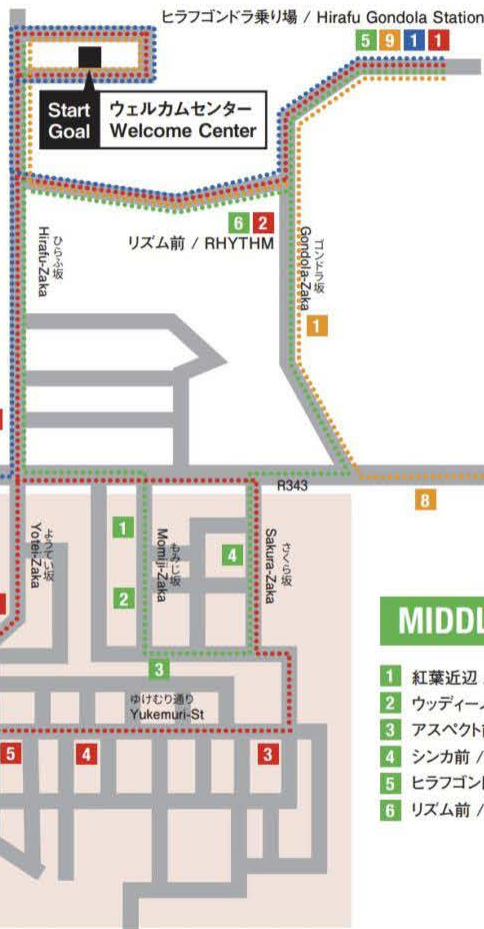 ヒラフゴンドラ乗り場 / Hirafu Gondola Station
5 9 1 1
Start
Goal
ウェルカムセンター
Welcome Center
6 2
リズム前 / RHYTHM
ひらふ坂
Hirafu-Zaka
ゴンドラ坂
Gondola-Zaka
1
R343
8
1
2
もみじ坂
Momiji-Zaka
4
さくら坂
Sakura-Zaka
ようてい坂
Yotei-Zaka
3
ゆけむり通り
Yukemuri-St
5
4
3
MIDDL
1 紅葉近辺
2 ウッディー
3 アスペクト前
4 シンカ前 /
5 ヒラフゴン
6 リズム前 /